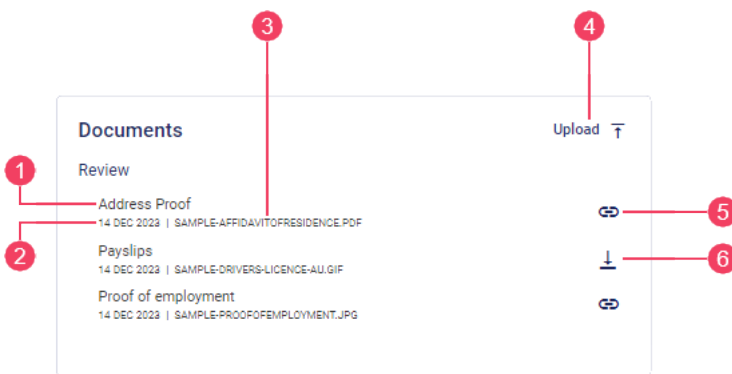 3 4
Documents Upload
Review
1
Address Proof
5
14 DEC 2023 | SAMPLE-AFFIDAVITOFRESIDENCE.PDF
2
Payslips
6
14 DEC 2023 | SAMPLE-DRIVERS-LICENCE-AU.GIF
Proof of employment
14 DEC 2023 | SAMPLE-PROOFOFEMPLOYMENT.JPG